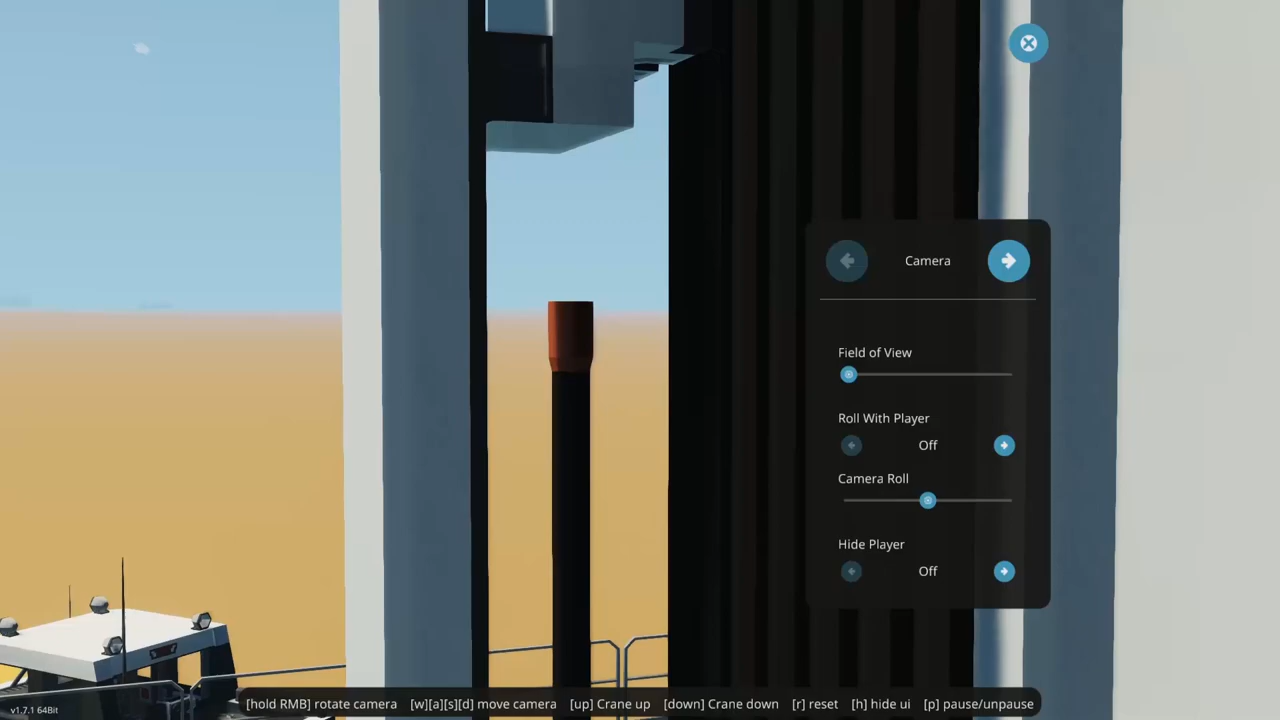 Camera
Field of View
Roll With Player
Off
Camera Roll
Hide Player
Off
[hold RMB] rotate camera [w][a][s][d] move camera [up] Crane up [down] Crane down [r] reset [h] hide ui [p] pause/unpause
v1.7.1 64Bit